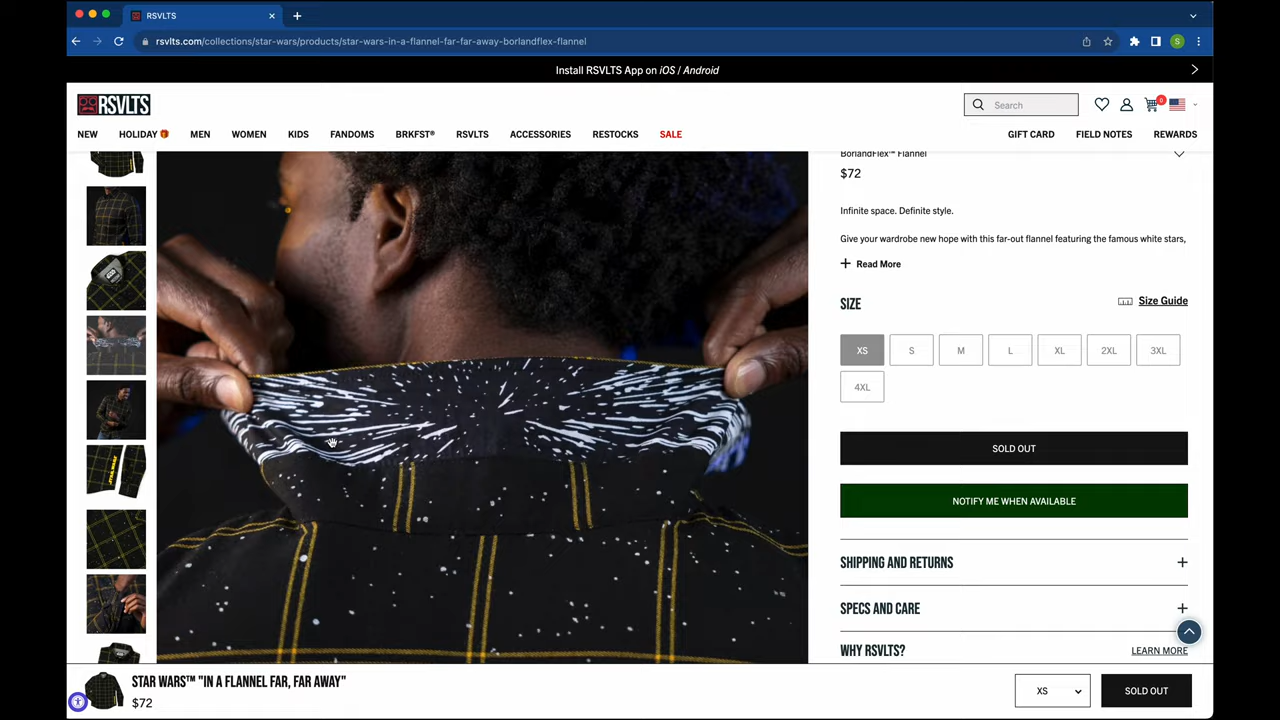 RSVLTS
rsvlts.com/collections/star-wars/products/star-wars-in-a-flannel-far-far-away-borlandflex-flannel
S
Install RSVLTS App on iOS / Android
RSVLTS
Search
0
NEW HOLIDAY MEN WOMEN KIDS FANDOMS BRKFST® RSVLTS ACCESSORIES RESTOCKS SALE GIFT CARD FIELD NOTES REWARDS
BorlandFlex™ Flannel
$72
Infinite space. Definite style.
Give your wardrobe new hope with this far-out flannel featuring the famous white stars,
Read More
SIZE
Size Guide
XS S M L XL 2XL 3XL
4XL
SOLD OUT
NOTIFY ME WHEN AVAILABLE
SHIPPING AND RETURNS
SPECS AND CARE
WHY RSVLTS?
LEARN MORE
STAR WARS™ "IN A FLANNEL FAR, FAR AWAY"
$72
XS
SOLD OUT